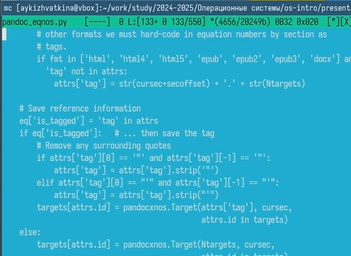 mc [aykizhvatkina@vbox]:~/work/study/2024-2025/Операционные системы/os-intro/present
pandoc_eqnos.py [----] 0 L:[133+ 0 133/550] *(4656/20249b) 0032 0x020 [*][X]
# other formats we must hard-code in equation numbers by section as
# tags.
if fmt in ['html', 'html4', 'html5', 'epub', 'epub2', 'epub3', 'docx'] a
'tag' not in attrs:
attrs['tag'] = str(cursec+secoffset) + '.' + str(Ntargets)
# Save reference information
eq['is_tagged'] = 'tag' in attrs
if eq['is_tagged']: # ... then save the tag
# Remove any surrounding quotes
if attrs['tag'][0] == '"' and attrs['tag'][-1] == '"':
attrs['tag'] = attrs['tag'].strip('"')
elif attrs['tag'][0] == "'" and attrs['tag'][-1] == "'":
attrs['tag'] = attrs['tag'].strip("'")
targets[attrs.id] = pandocxnos.Target(attrs['tag'], cursec,
attrs.id in targets)
else:
targets[attrs.id] = pandocxnos.Target(Ntargets, cursec,
attrs.id in targets)